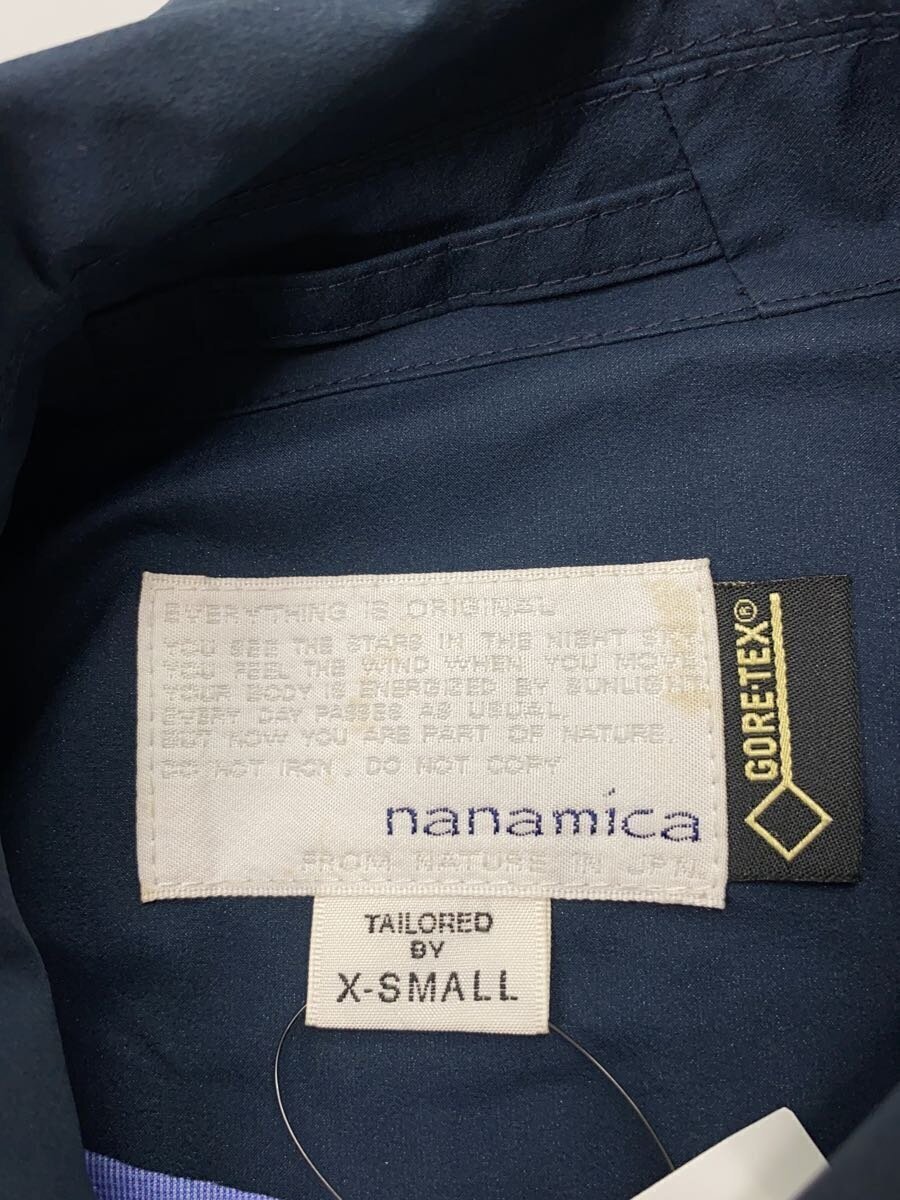 EVERYTHING IS ORIGINAL
YOU SEE THE STARS IN THE NIGHT SKY.
YOU FEEL THE WIND WHEN YOU MOVE.
YOUR BODY IS ENERGIZED BY SUNLIGHT.
EVERY DAY PASSES AS USUAL,
BUT NOW YOU ARE PART OF NATURE
DO NOT IRON . DO NOT COPY
nanamica
FROM NATURE IN JPN.
GORE-TEX®
TAILORED
BY
X-SMALL